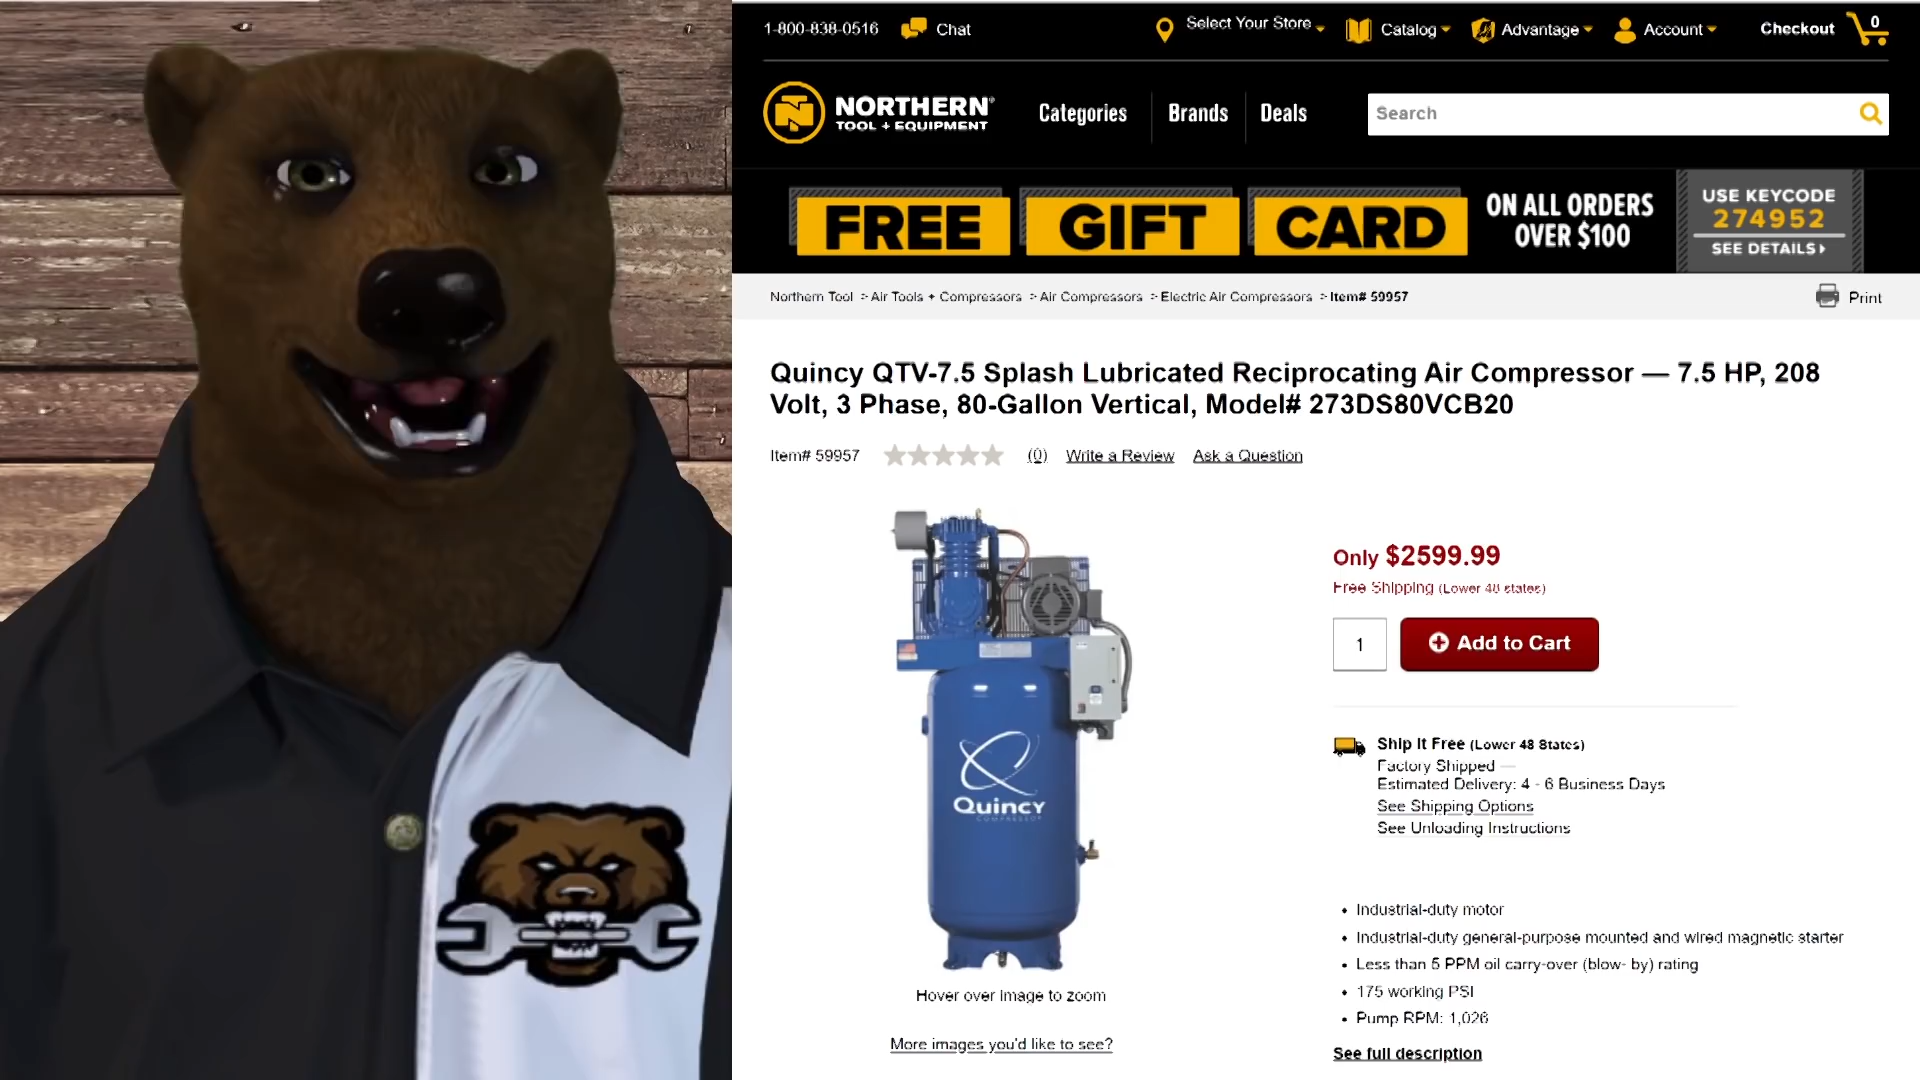 1-800-838-0516
Chat
Select Your Store
Catalog
Advantage
Account
Checkout
0
NORTHERN
TOOL + EQUIPMENT
Categories
Brands
Deals
Search
FREE GIFT CARD
ON ALL ORDERS
OVER $100
USE KEYCODE
274952
SEE DETAILS
Northern Tool > Air Tools + Compressors > Air Compressors > Electric Air Compressors > Item# 59957
Print
Quincy QTV-7.5 Splash Lubricated Reciprocating Air Compressor — 7.5 HP, 208
Volt, 3 Phase, 80-Gallon Vertical, Model# 273DS80VCB20
Item# 59957
(0)
Write a Review
Ask a Question
Quincy
COMPRESSOR
Hover over image to zoom
More images you'd like to see?
Only $2599.99
Free Shipping (Lower 48 states)
1
Add to Cart
Ship It Free (Lower 48 States)
Factory Shipped —
Estimated Delivery: 4 - 6 Business Days
See Shipping Options
See Unloading Instructions
• Industrial-duty motor
• Industrial-duty general-purpose mounted and wired magnetic starter
• Less than 5 PPM oil carry-over (blow- by) rating
• 175 working PSI
• Pump RPM: 1,026
See full description